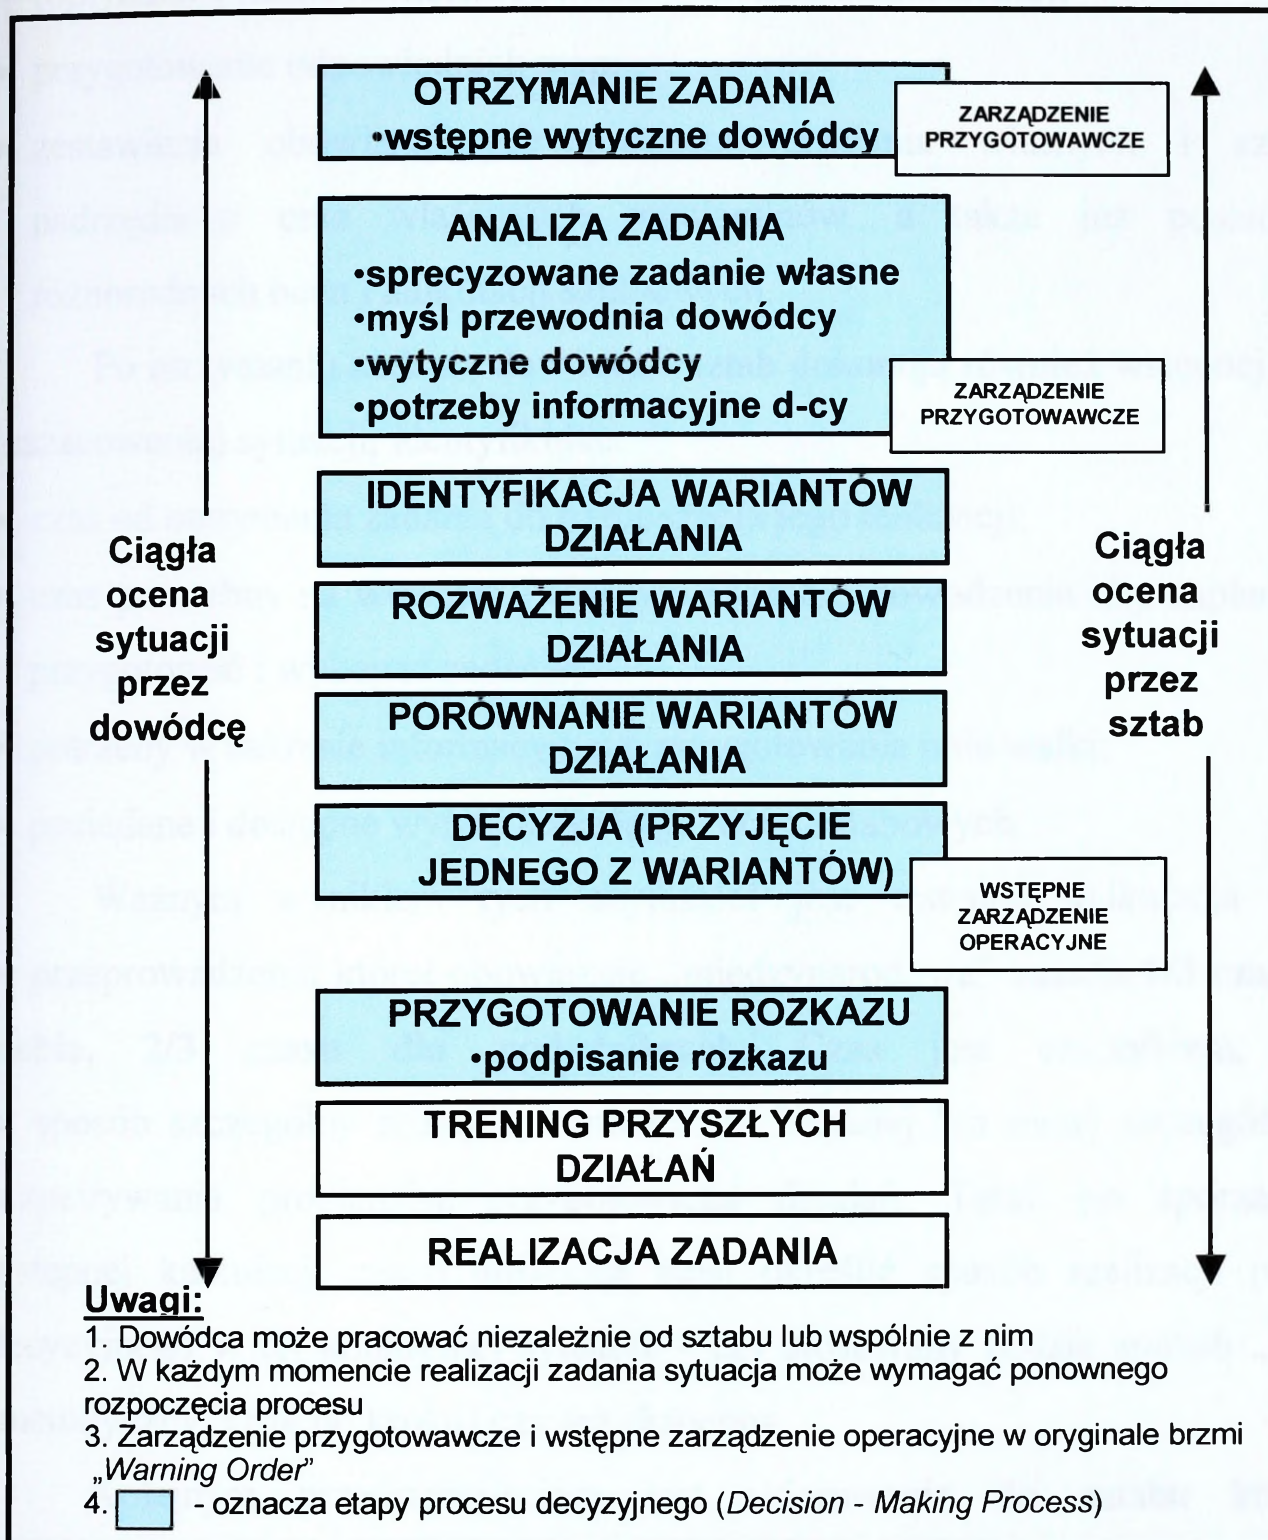 OTRZYMANIE ZADANIA
•wstępne wytyczne dowódcy
ZARZĄDZENIE
PRZYGOTOWAWCZE
ANALIZA ZADANIA
•sprecyzowane zadanie własne
•myśl przewodnia dowódcy
•wytyczne dowódcy
•potrzeby informacyjne d-cy
ZARZĄDZENIE
PRZYGOTOWAWCZE
IDENTYFIKACJA WARIANTÓW
DZIAŁANIA
ROZWAŻENIE WARIANTÓW
DZIAŁANIA
PORÓWNANIE WARIANTÓW
DZIAŁANIA
DECYZJA (PRZYJĘCIE
JEDNEGO Z WARIANTÓW)
WSTĘPNE
ZARZĄDZENIE
OPERACYJNE
PRZYGOTOWANIE ROZKAZU
•podpisanie rozkazu
TRENING PRZYSZŁYCH
DZIAŁAŃ
REALIZACJA ZADANIA
Ciągła
ocena
sytuacji
przez
dowódcę
Ciągła
ocena
sytuacji
przez
sztab
Uwagi:
1. Dowódca może pracować niezależnie od sztabu lub wspólnie z nim
2. W każdym momencie realizacji zadania sytuacja może wymagać ponownego
rozpoczęcia procesu
3. Zarządzenie przygotowawcze i wstępne zarządzenie operacyjne w oryginale brzmi
„Warning Order"
4. - oznacza etapy procesu decyzyjnego (Decision - Making Process)